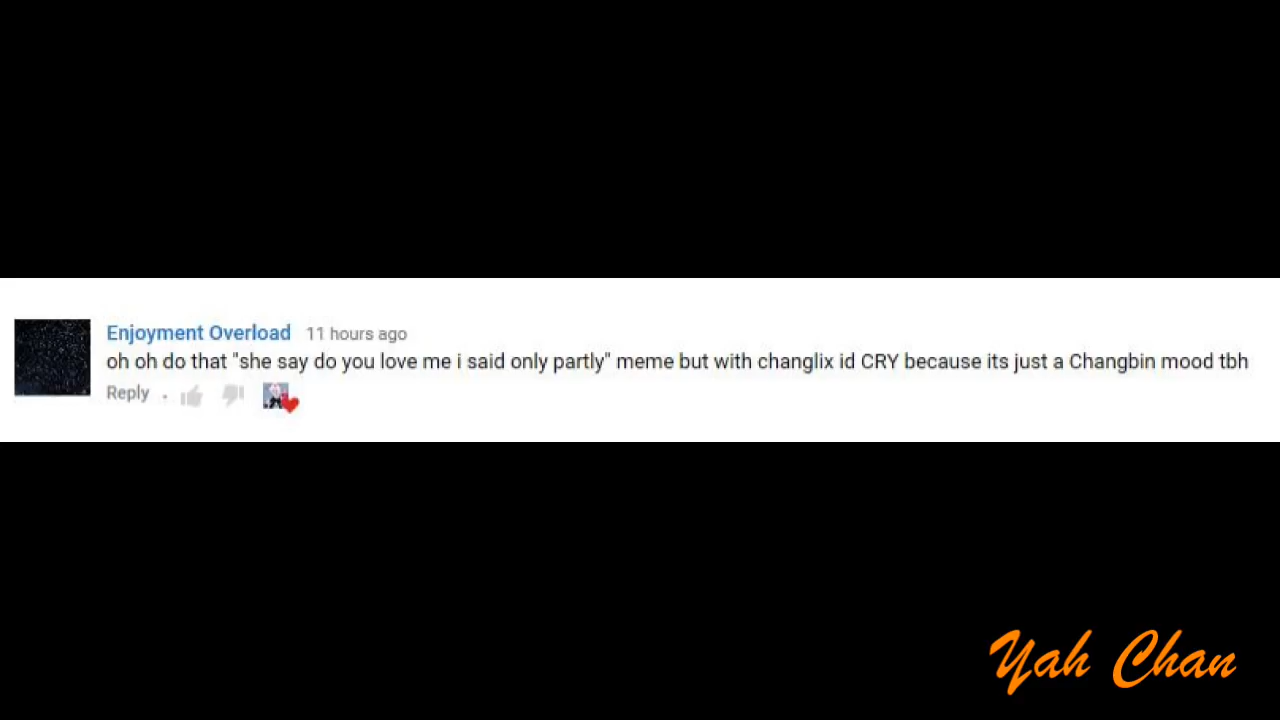 Enjoyment Overload 11 hours ago
oh oh do that "she say do you love me i said only partly" meme but with changlix id CRY because its just a Changbin mood tbh
Reply .
Yah Chan